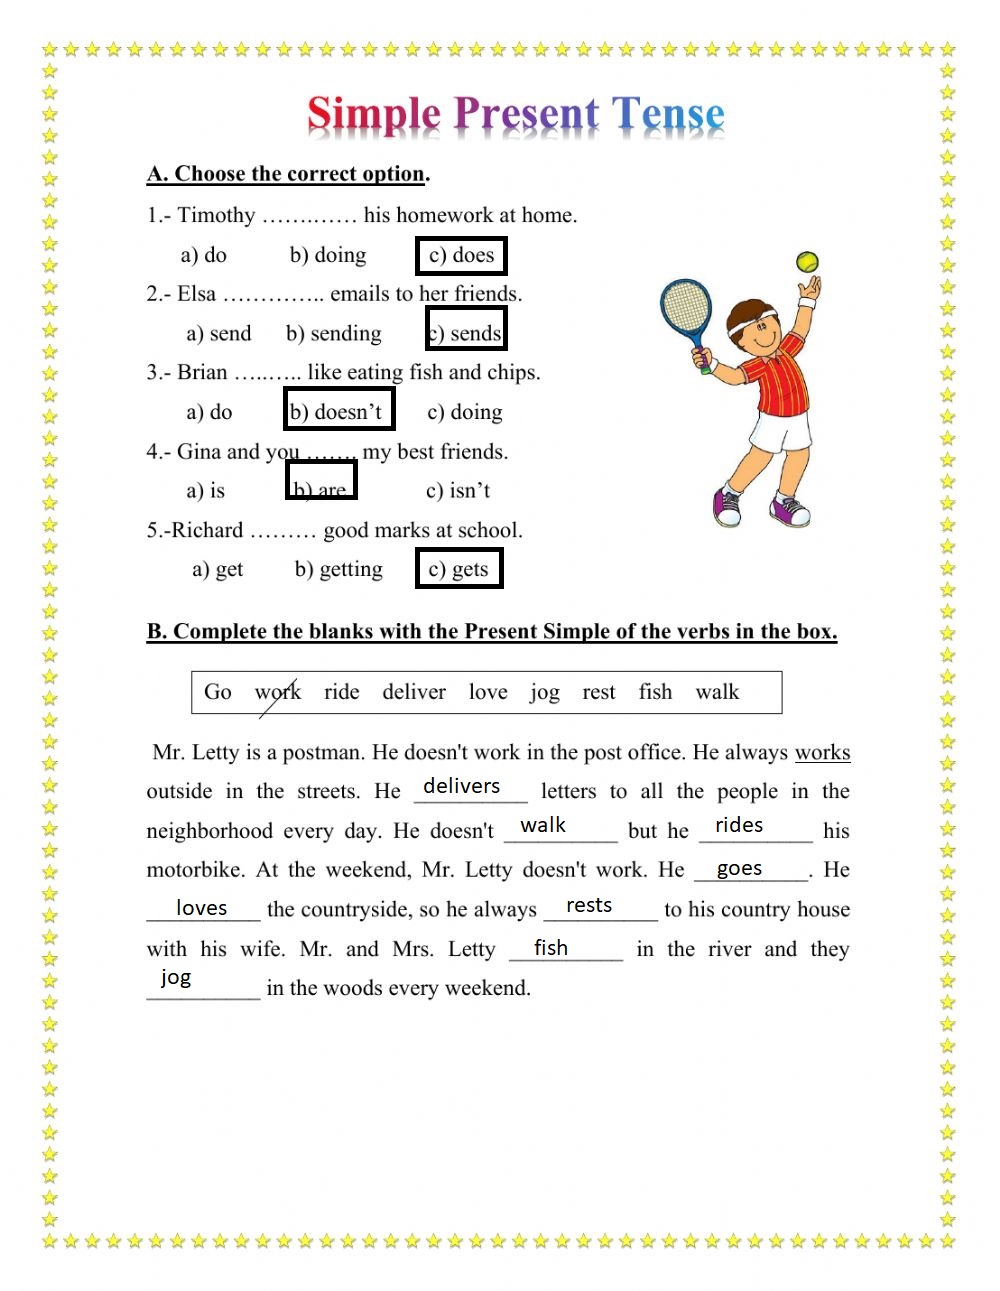 Simple Present Tense
A. Choose the correct option.
1.- Timothy …….…… his homework at home.
a) do b) doing c) does
2.- Elsa ………….. emails to her friends.
a) send b) sending c) sends
3.- Brian ….….. like eating fish and chips.
a) do b) doesn’t c) doing
4.- Gina and you ……. my best friends.
a) is b) are c) isn’t
5.-Richard ……… good marks at school.
a) get b) getting c) gets
B. Complete the blanks with the Present Simple of the verbs in the box.
Go work ride deliver love jog rest fish walk
Mr. Letty is a postman. He doesn't work in the post office. He always works
outside in the streets. He delivers letters to all the people in the
neighborhood every day. He doesn't walk but he rides his
motorbike. At the weekend, Mr. Letty doesn't work. He goes. He
loves the countryside, so he always rests to his country house
with his wife. Mr. and Mrs. Letty fish in the river and they
jog in the woods every weekend.